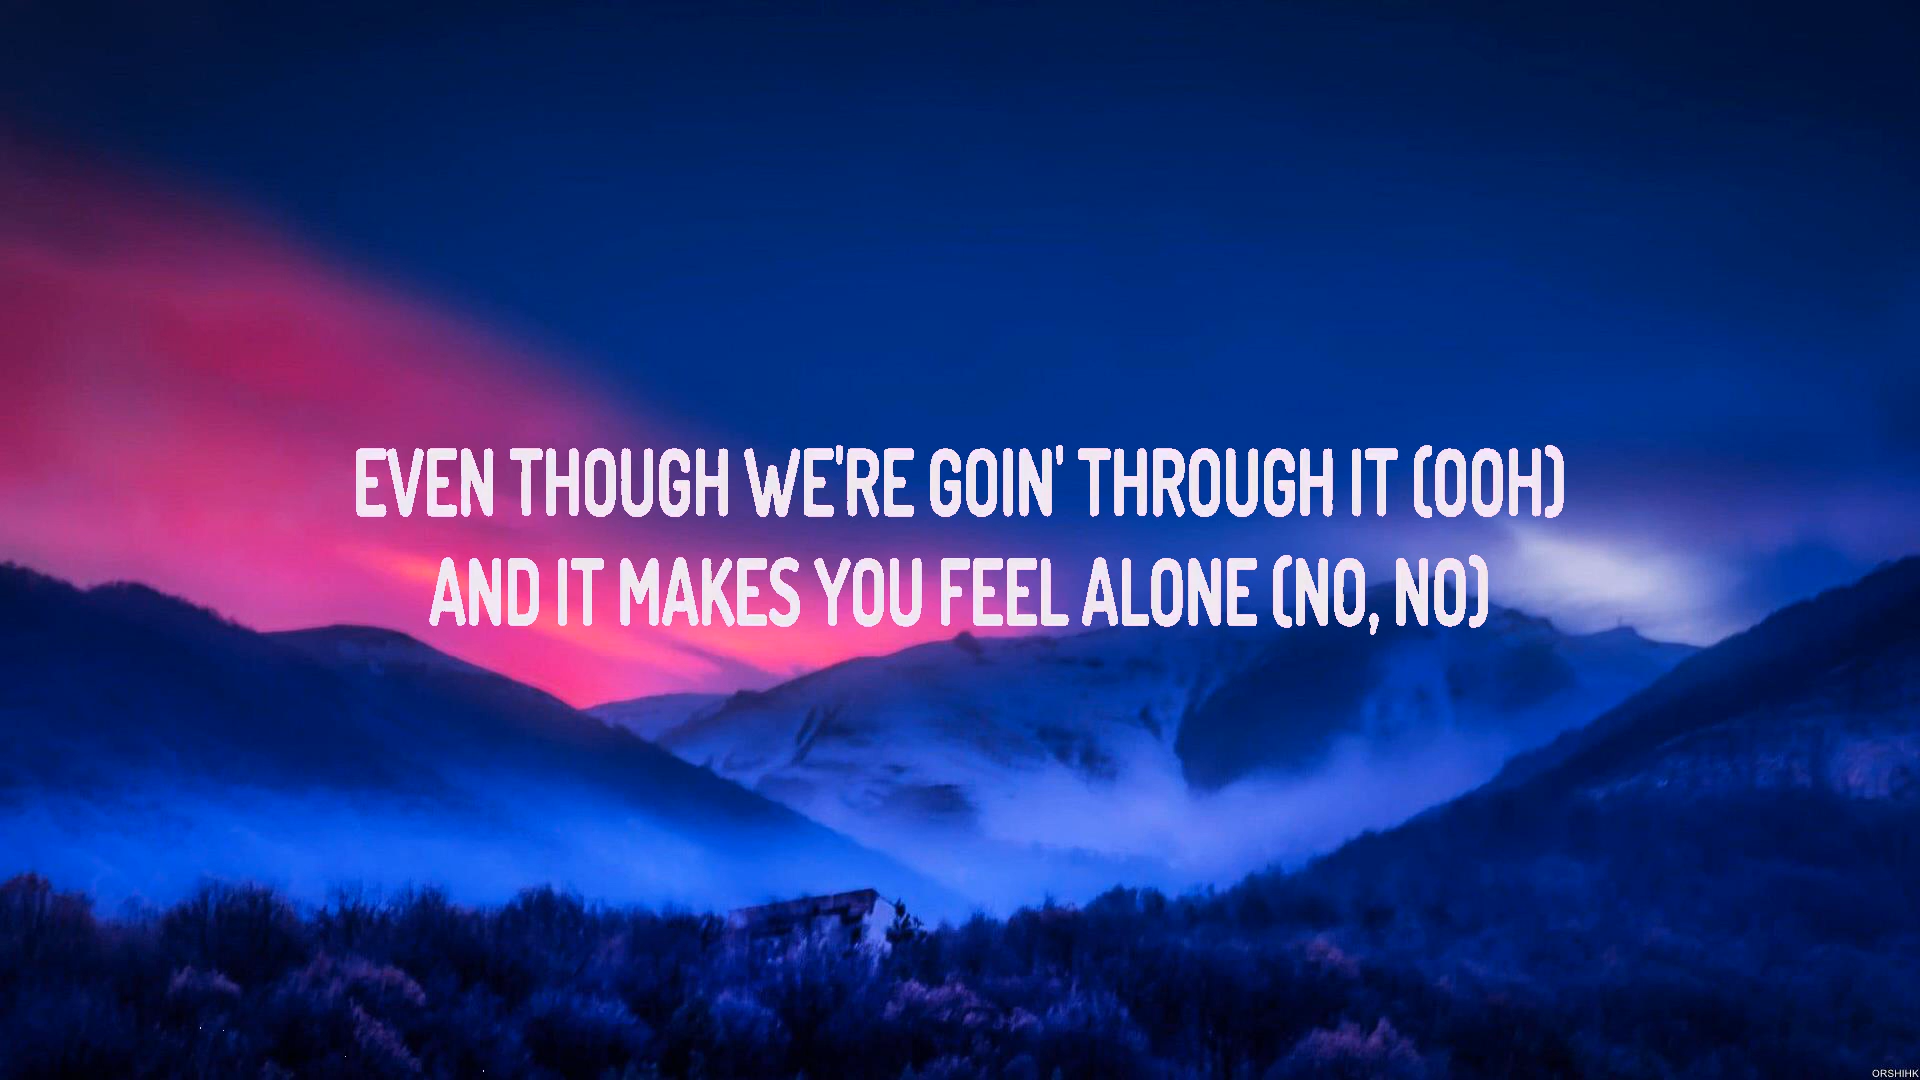 EVEN THOUGH WE'RE GOIN' THROUGH IT (OOH)
AND IT MAKES YOU FEEL ALONE (NO, NO)
ORSHIHK